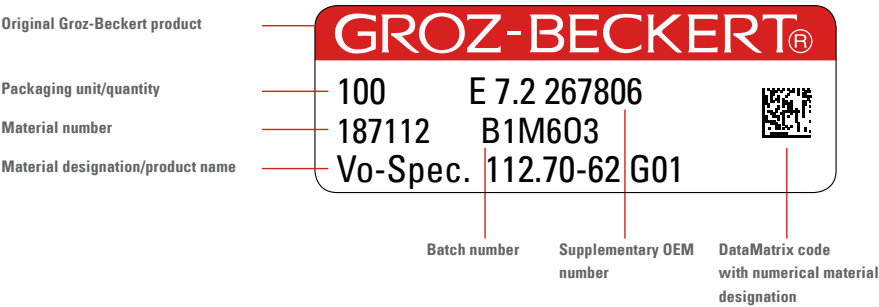 Original Groz-Beckert product
GROZ-BECKERT®
Packaging unit/quantity
100 E 7.2 267806
Material number
187112 B1M6O3
Material designation/product name
Vo-Spec. 112.70-62 G01
Batch number
Supplementary OEM
number
DataMatrix code
with numerical material
designation